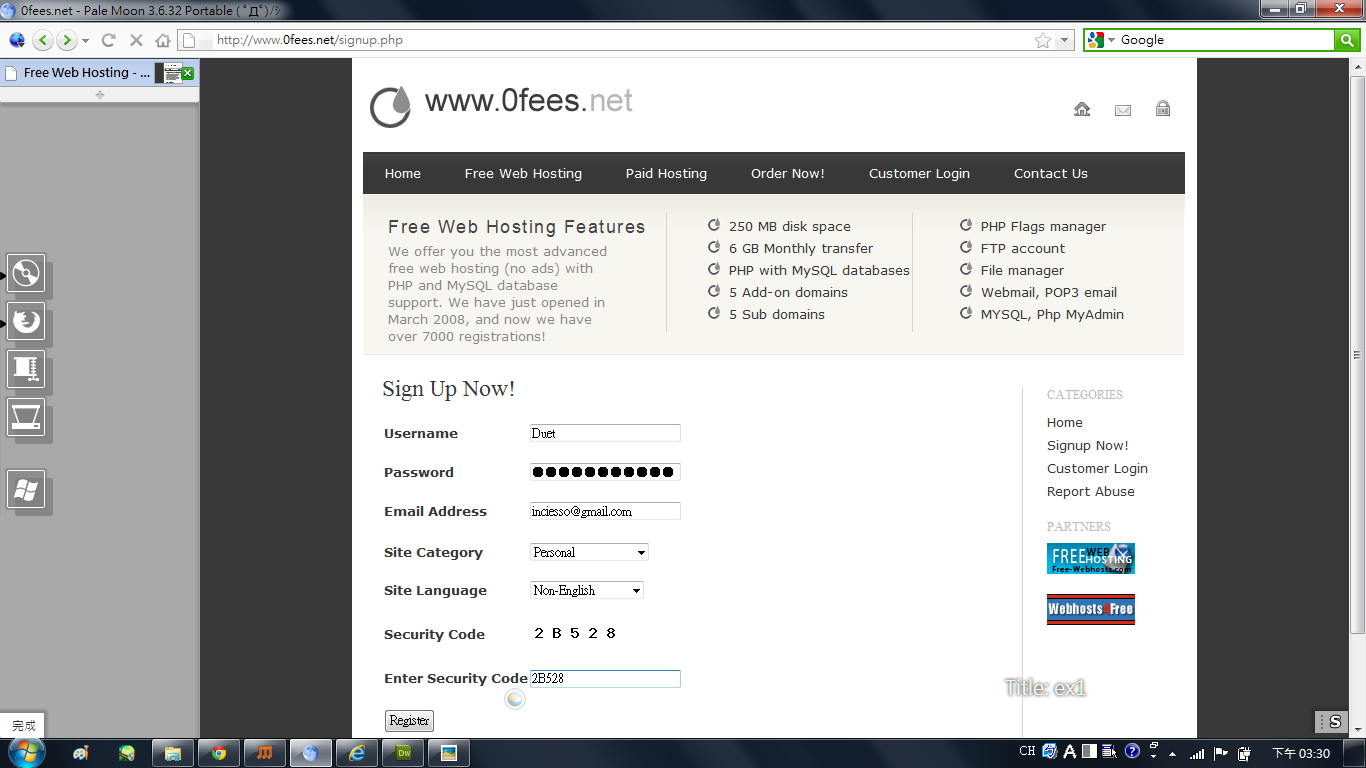 0fees.net - Pale Moon 3.6.32 Portable
http://www.0fees.net/signup.php
Google
Free Web Hosting - ...
www.0fees.net
Home Free Web Hosting Paid Hosting Order Now! Customer Login Contact Us
Free Web Hosting Features
We offer you the most advanced
free web hosting (no ads) with
PHP and MySQL database
support. We have just opened in
March 2008, and now we have
over 7000 registrations!
250 MB disk space
6 GB Monthly transfer
PHP with MySQL databases
5 Add-on domains
5 Sub domains
PHP Flags manager
FTP account
File manager
Webmail, POP3 email
MYSQL, Php MyAdmin
Sign Up Now!
Username Duet
Password
Email Address inciesso@gmail.com
Site Category Personal
Site Language Non-English
Security Code 2 B 5 2 8
Enter Security Code 2B528
Register
CATEGORIES
Home
Signup Now!
Customer Login
Report Abuse
PARTNERS
FREE WEB HOSTING
Free-Webhosts.com
Webhosts4Free
Title: ex1
完成
S
Dw
CH A 下午 03:30